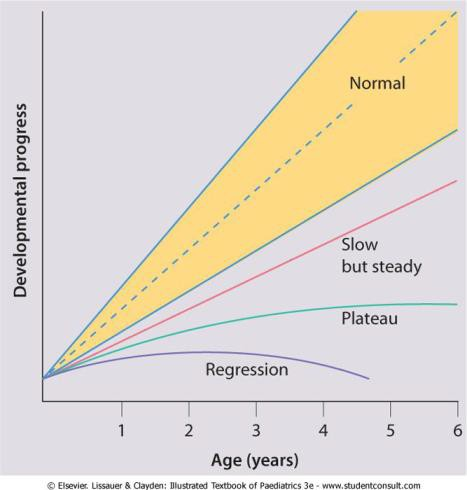 Developmental progress
Normal
Slow
but steady
Plateau
Regression
1 2 3 4 5 6
Age (years)
© Elsevier. Lissauer & Clayden: Illustrated Textbook of Paediatrics 3e - www.studentconsult.com